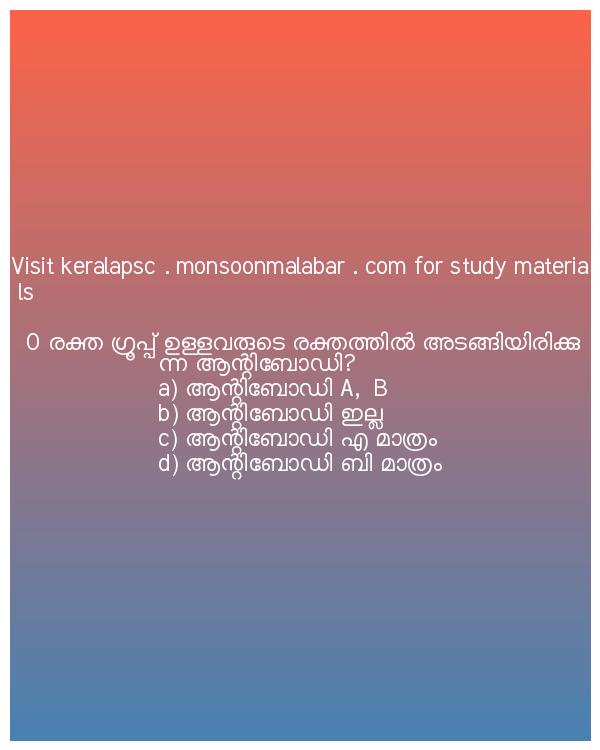 Visit keralapsc . monsoonmalabar . com for study materia
ls
O രക്ത ഗ്രൂപ്പ് ഉള്ളവരുടെ രക്തത്തിൽ അടങ്ങിയിരിക്കു
ന്ന ആന്റിബോഡി?
a) ആന്റിബോഡി A, B
b) ആന്റിബോഡി ഇല്ല
c) ആന്റിബോഡി എ മാത്രം
d) ആന്റിബോഡി ബി മാത്രം